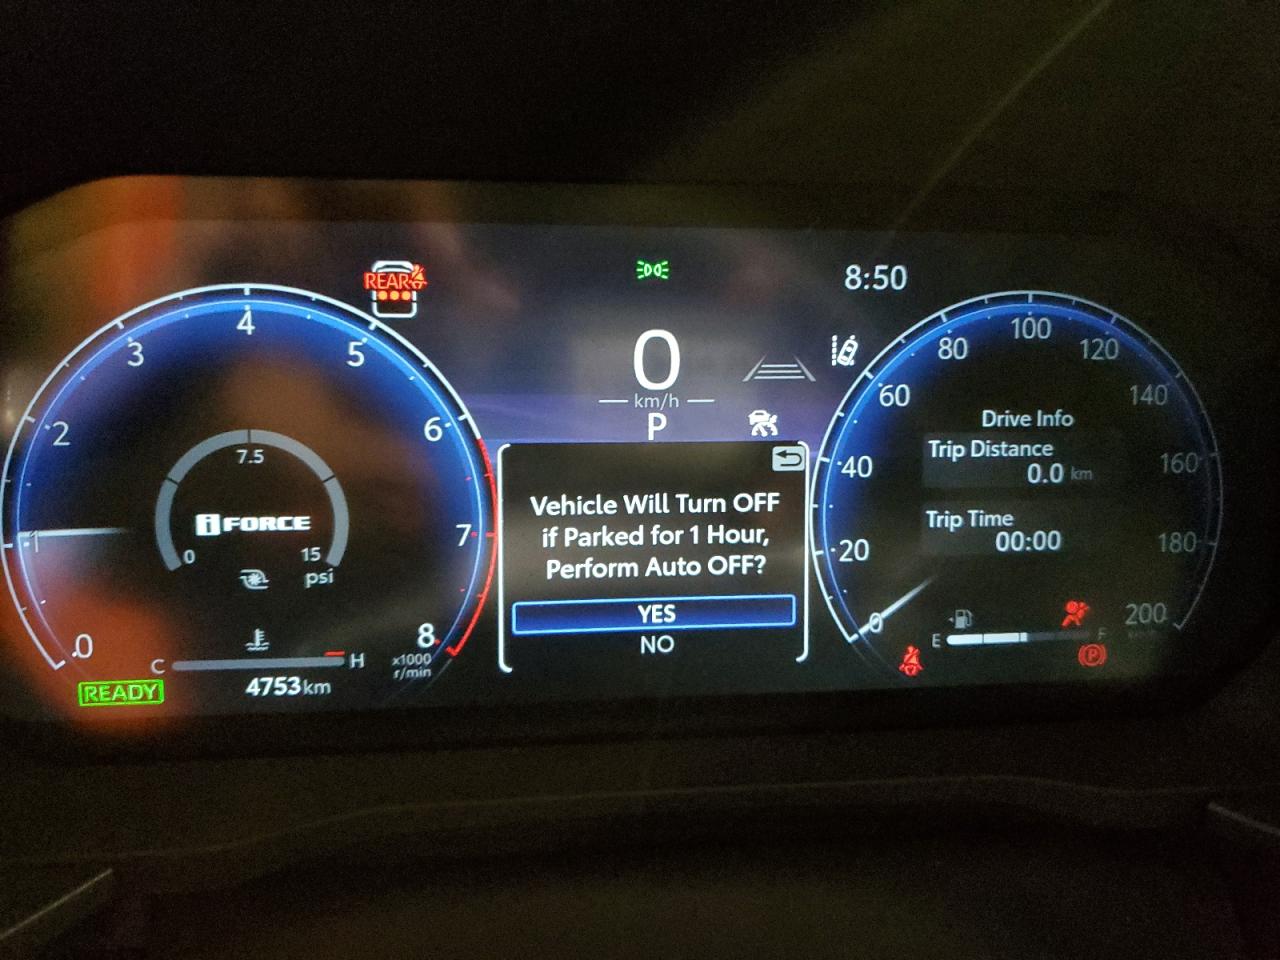 REAR
8:50
0
km/h
P
0
1
2
3
4
5
6
7
8
x1000
r/min
7.5
i FORCE
0
15
psi
C
H
READY
4753 km
Vehicle Will Turn OFF
if Parked for 1 Hour,
Perform Auto OFF?
YES
NO
0
20
40
60
80
100
120
140
160
180
200
Drive Info
Trip Distance
0.0 km
Trip Time
00:00
E
F
P